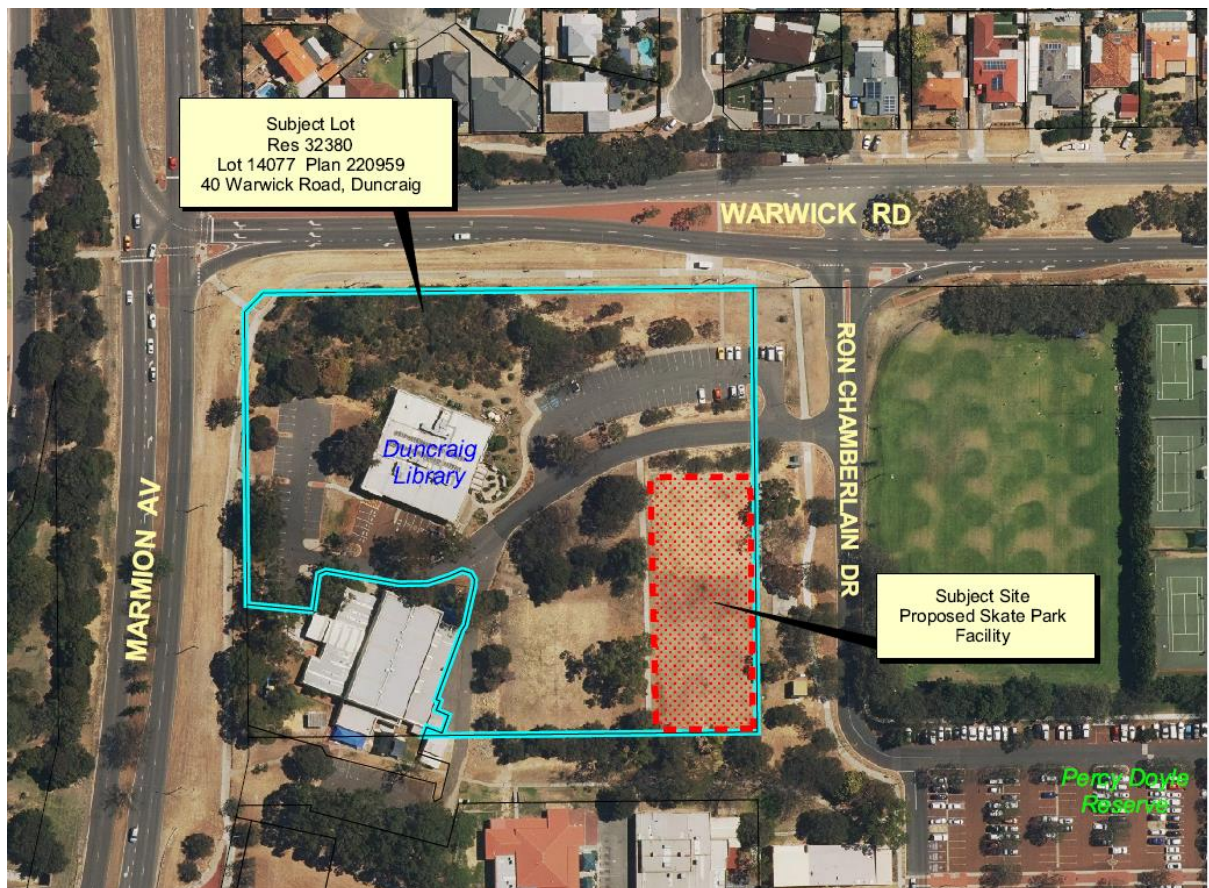 Subject Lot
Res 32380
Lot 14077 Plan 220959
40 Warwick Road, Duncraig
WARWICK RD
RON CHAMBERLAIN DR
Duncraig
Library
MARMION AV
Subject Site
Proposed Skate Park
Facility
Percy Doyle
Reserve